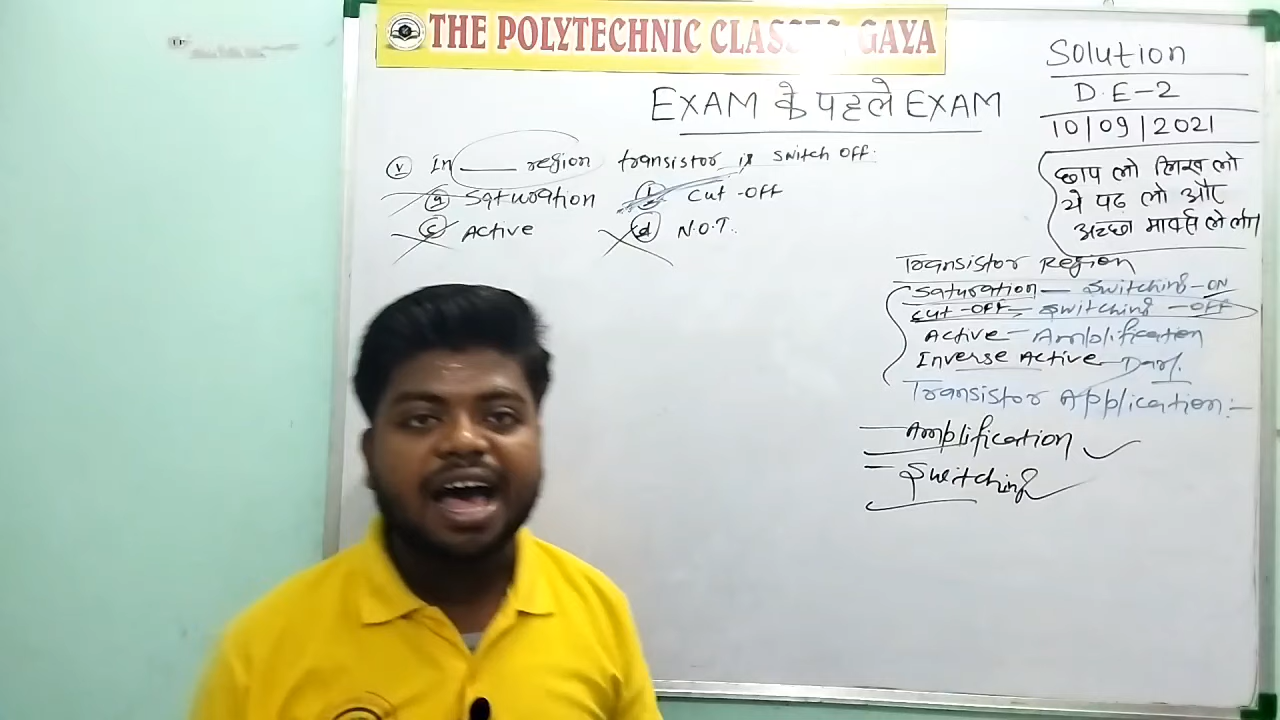 THE POLYTECHNIC CLASSES, GAYA
EXAM के पहले EXAM
(v) In ___ region transistor is switch off.
(a) Saturation (b) Cut-off
(c) Active (d) N.O.T.
Solution
D.E-2
10/09/2021
छाप लो लिख लो
ये पढ़ लो और
अच्छा मार्क्स ले लो।
Transistor Region
Saturation — Switching - ON
Cut-OFF — Switching - OFF
Active - Amplification
Inverse Active -
Transistor Application:-
- Amplification
- Switching